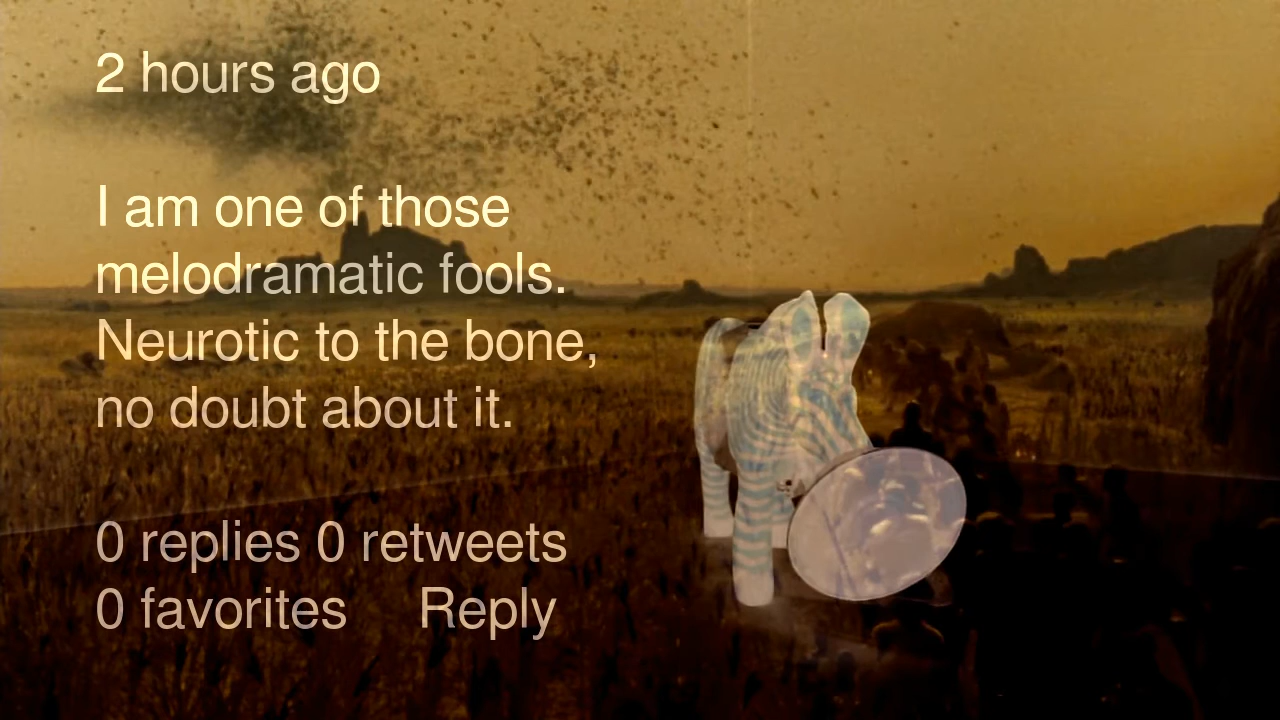 2 hours ago
I am one of those
melodramatic fools.
Neurotic to the bone,
no doubt about it.
0 replies 0 retweets
0 favorites Reply